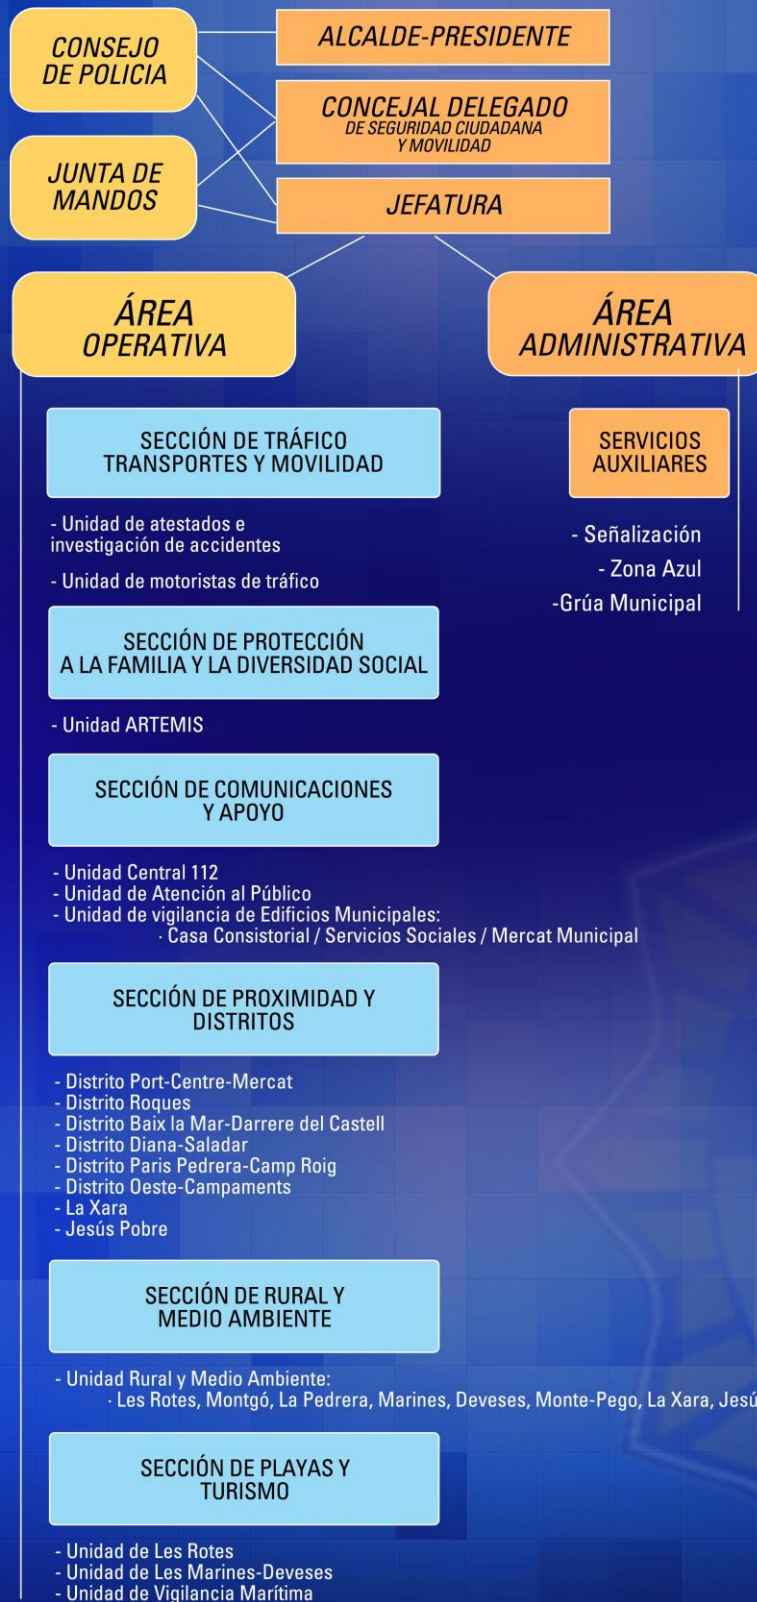 CONSEJO
DE POLICIA
ALCALDE-PRESIDENTE
CONCEJAL DELEGADO
DE SEGURIDAD CIUDADANA
Y MOVILIDAD
JUNTA DE
MANDOS
JEFATURA
ÁREA
OPERATIVA
ÁREA
ADMINISTRATIVA
SECCIÓN DE TRÁFICO
TRANSPORTES Y MOVILIDAD
- Unidad de atestados e
investigación de accidentes
- Unidad de motoristas de tráfico
SERVICIOS
AUXILIARES
- Señalización
- Zona Azul
-Grúa Municipal
SECCIÓN DE PROTECCIÓN
A LA FAMILIA Y LA DIVERSIDAD SOCIAL
- Unidad ARTEMIS
SECCIÓN DE COMUNICACIONES
Y APOYO
- Unidad Central 112
- Unidad de Atención al Público
- Unidad de vigilancia de Edificios Municipales:
· Casa Consistorial / Servicios Sociales / Mercat Municipal
SECCIÓN DE PROXIMIDAD Y
DISTRITOS
- Distrito Port-Centre-Mercat
- Distrito Roques
- Distrito Baix la Mar-Darrere del Castell
- Distrito Diana-Saladar
- Distrito Paris Pedrera-Camp Roig
- Distrito Oeste-Campaments
- La Xara
- Jesús Pobre
SECCIÓN DE RURAL Y
MEDIO AMBIENTE
- Unidad Rural y Medio Ambiente:
· Les Rotes, Montgó, La Pedrera, Marines, Deveses, Monte-Pego, La Xara, Jesú
SECCIÓN DE PLAYAS Y
TURISMO
- Unidad de Les Rotes
- Unidad de Les Marines-Deveses
- Unidad de Vigilancia Marítima